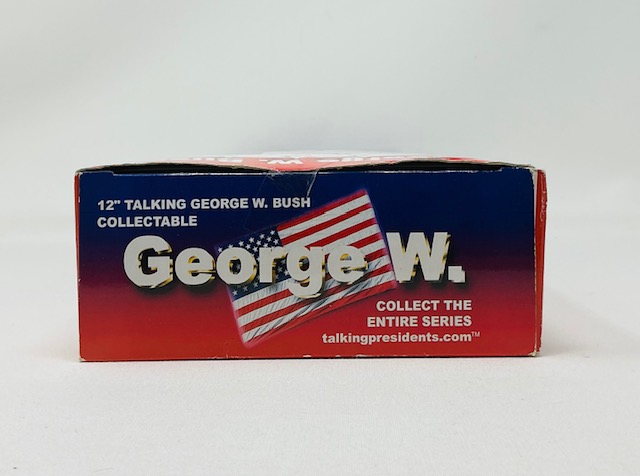 12" TALKING GEORGE W. BUSH
COLLECTABLE
George W.
COLLECT THE
ENTIRE SERIES
talkingpresidents.com™